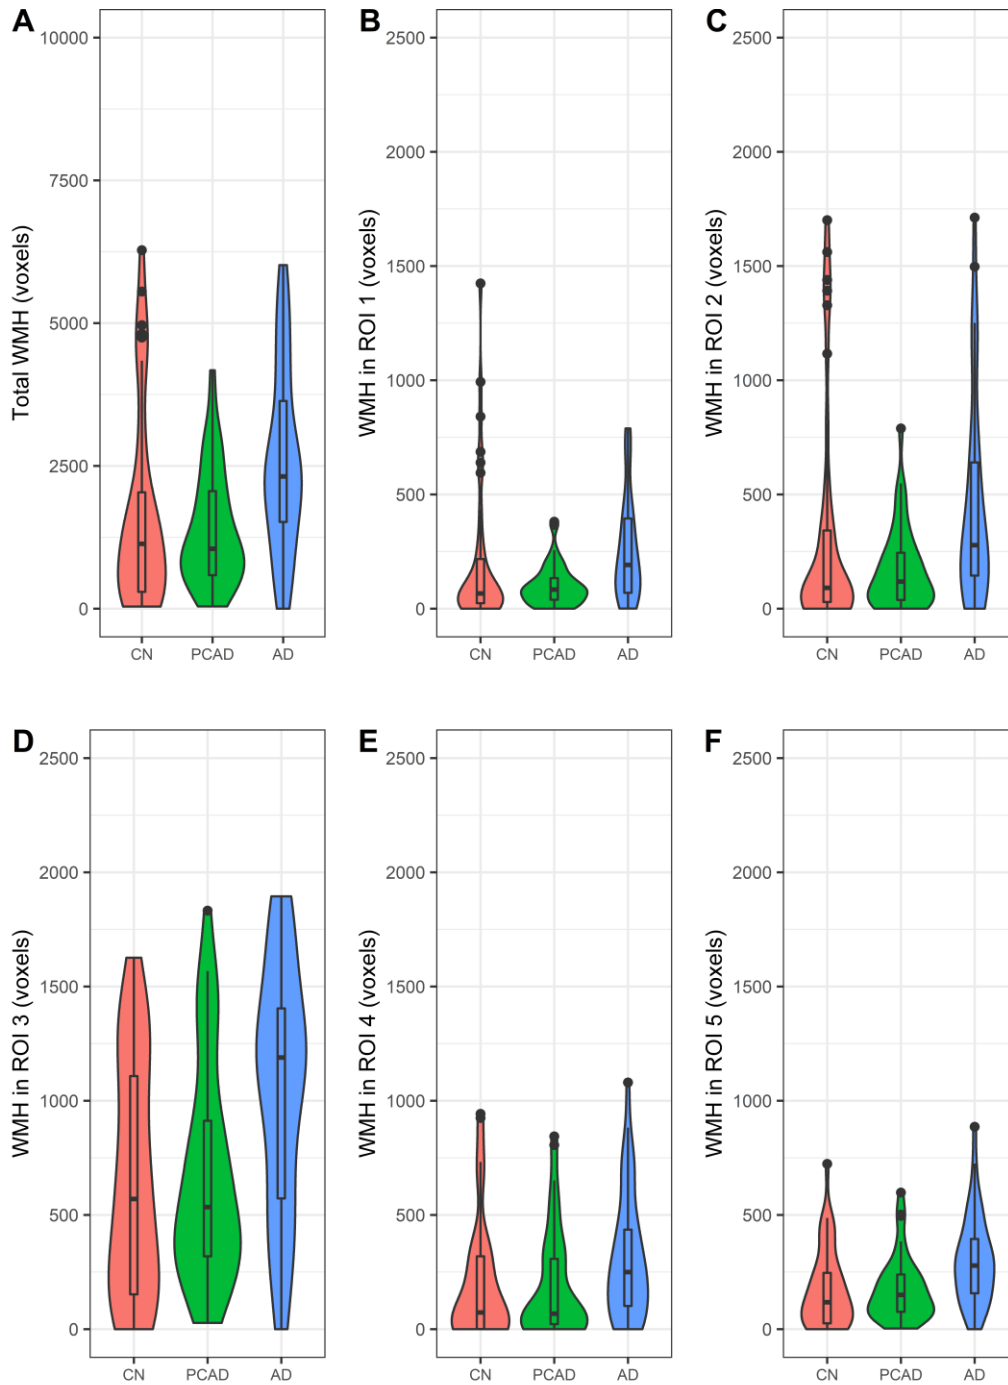 A
Total WMH (voxels)
10000
7500
5000
2500
0
CN PCAD AD
B
WMH in ROI 1 (voxels)
2500
2000
1500
1000
500
0
CN PCAD AD
C
WMH in ROI 2 (voxels)
2500
2000
1500
1000
500
0
CN PCAD AD
D
WMH in ROI 3 (voxels)
2500
2000
1500
1000
500
0
CN PCAD AD
E
WMH in ROI 4 (voxels)
2500
2000
1500
1000
500
0
CN PCAD AD
F
WMH in ROI 5 (voxels)
2500
2000
1500
1000
500
0
CN PCAD AD